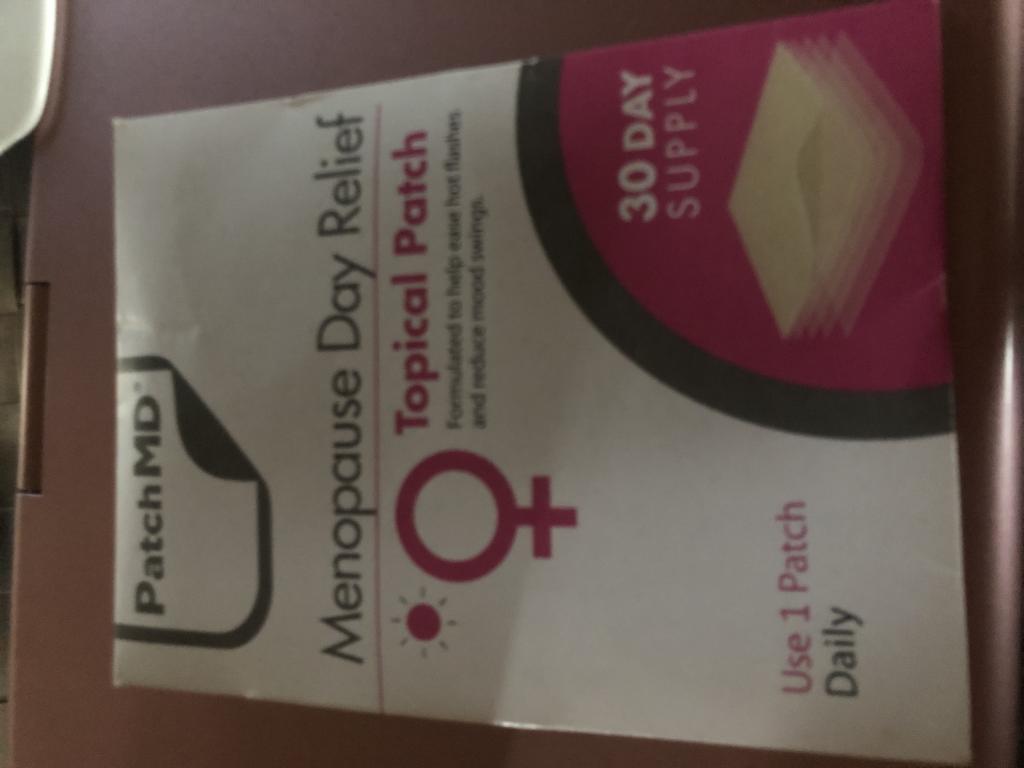 PatchMD
Menopause Day Relief
Topical Patch
Formulated to help ease hot flashes
and reduce mood swings.
30 DAY
SUPPLY
Use 1 Patch
Daily